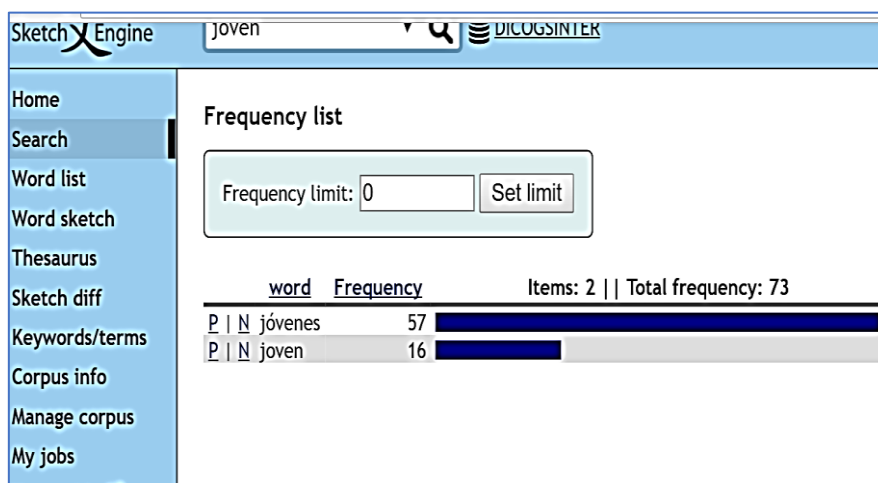 Sketch Engine
joven
DICOGSINTER
Home
Search
Word list
Word sketch
Thesaurus
Sketch diff
Keywords/terms
Corpus info
Manage corpus
My jobs
Frequency list
Frequency limit: 0 Set limit
word Frequency Items: 2 || Total frequency: 73
P | N jóvenes 57
P | N joven 16